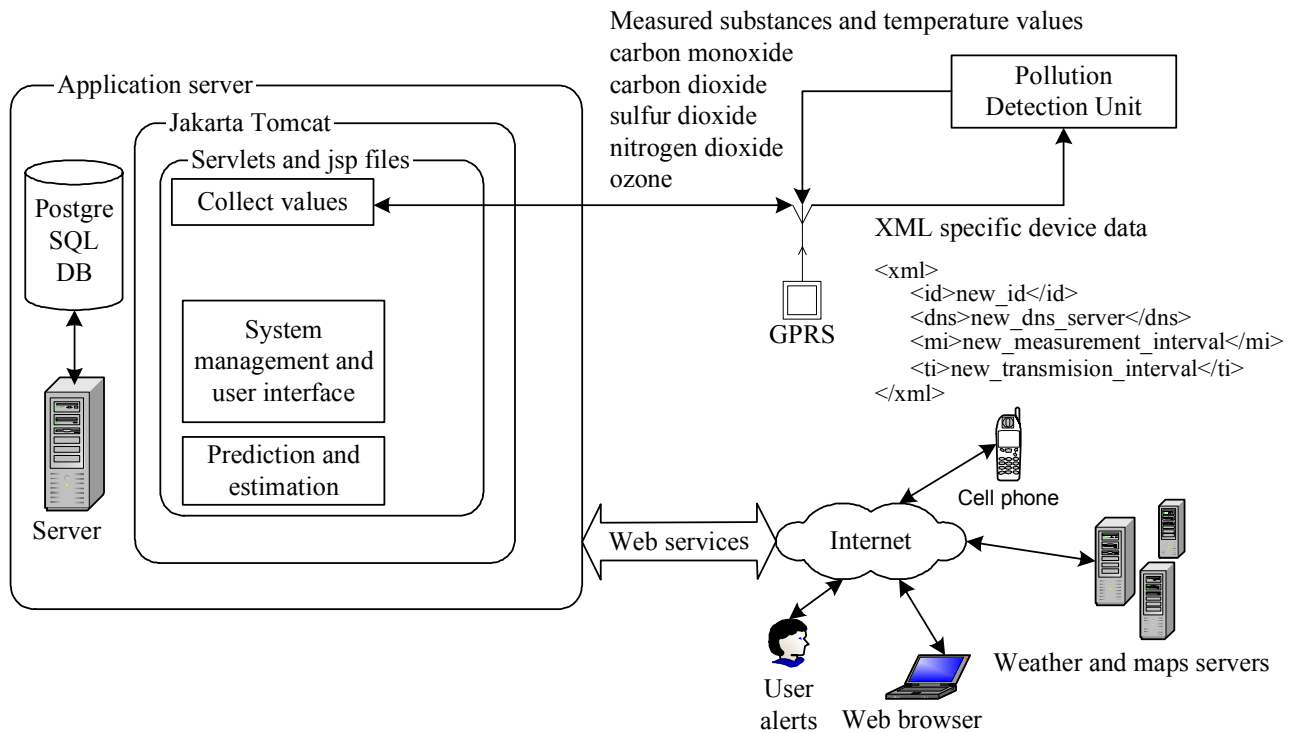 Measured substances and temperature values
carbon monoxide
carbon dioxide
sulfur dioxide
nitrogen dioxide
ozone
Pollution
Detection Unit
Application server
Jakarta Tomcat
Servlets and jsp files
Collect values
Postgre
SQL
DB
System
management and
user interface
Prediction and
estimation
Server
GPRS
XML specific device data
<xml>
<id>new_id</id>
<dns>new_dns_server</dns>
<mi>new_measurement_interval</mi>
<ti>new_transmision_interval</ti>
</xml>
Cell phone
Web services
Internet
Weather and maps servers
User
alerts
Web browser